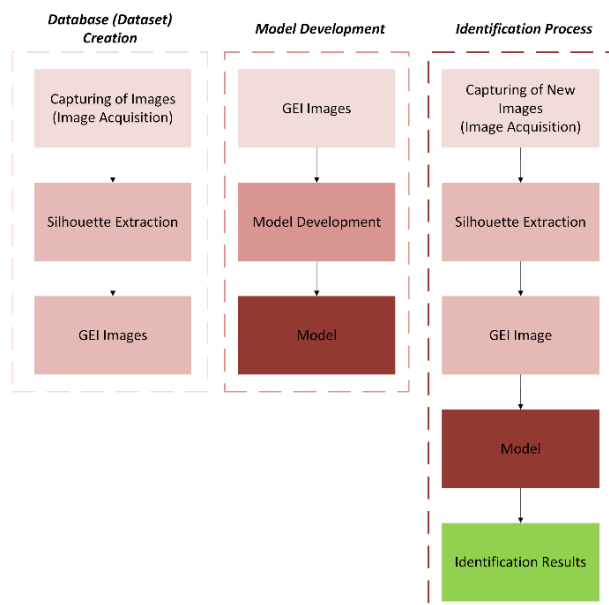 Database (Dataset)
Creation
Capturing of Images
(Image Acquisition)
Silhouette Extraction
GEI Images
Model Development
GEI Images
Model Development
Model
Identification Process
Capturing of New
Images
(Image Acquisition)
Silhouette Extraction
GEI Image
Model
Identification Results